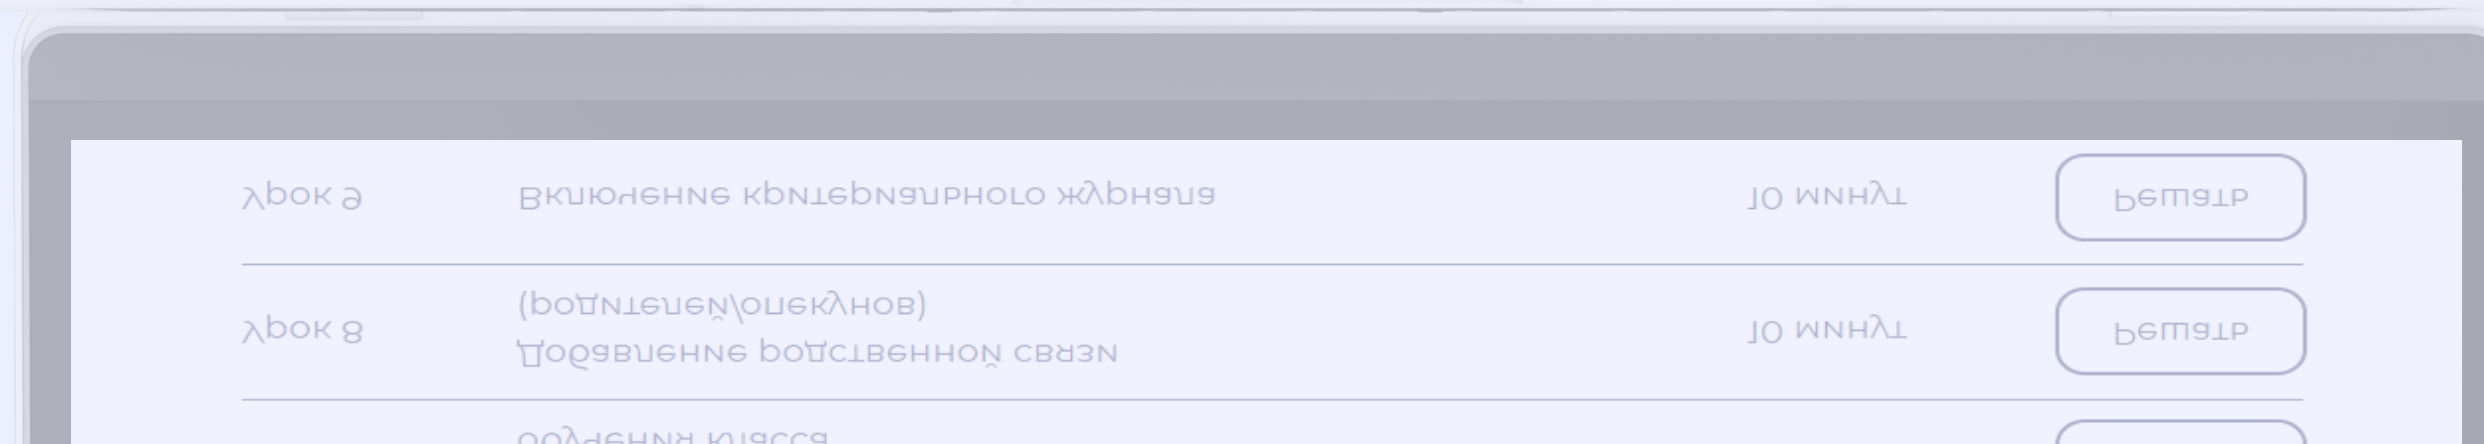 Урок 9 Включение критериального журнала 10 минут Решать
Урок 8 Добавление родственной связи 10 минут Решать
(родителей/опекунов)
обучения класса